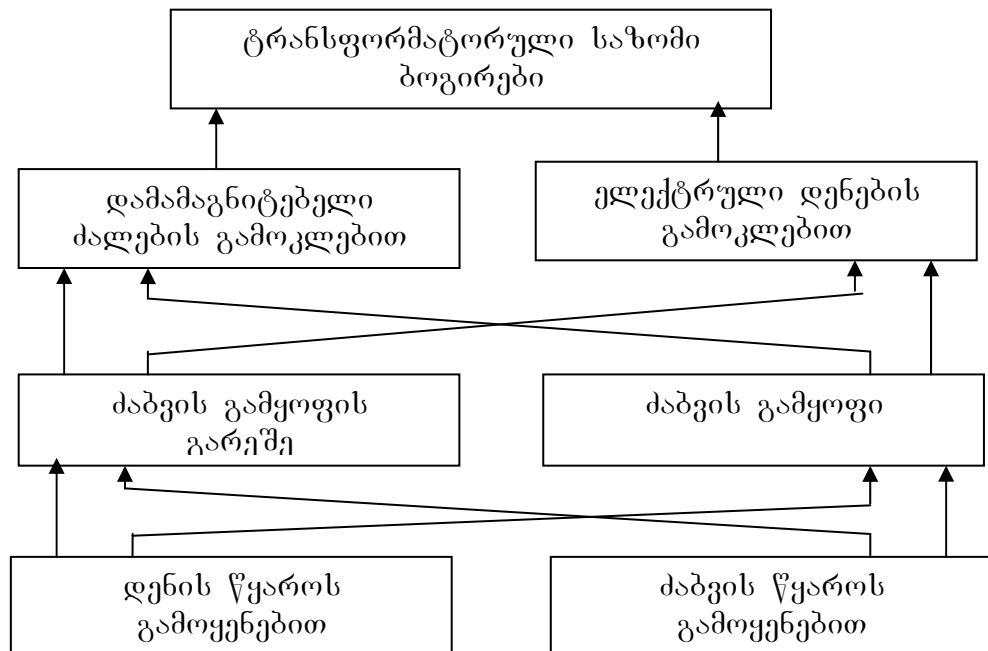 ტრანსფორმატორული საზომი
ბოგირები
დამამაგნიტებელი
ძალების გამოკლებით
ელექტრული დენების
გამოკლებით
ძაბვის გამყოფის
გარეშე
ძაბვის გამყოფი
დენის წყაროს
გამოყენებით
ძაბვის წყაროს
გამოყენებით